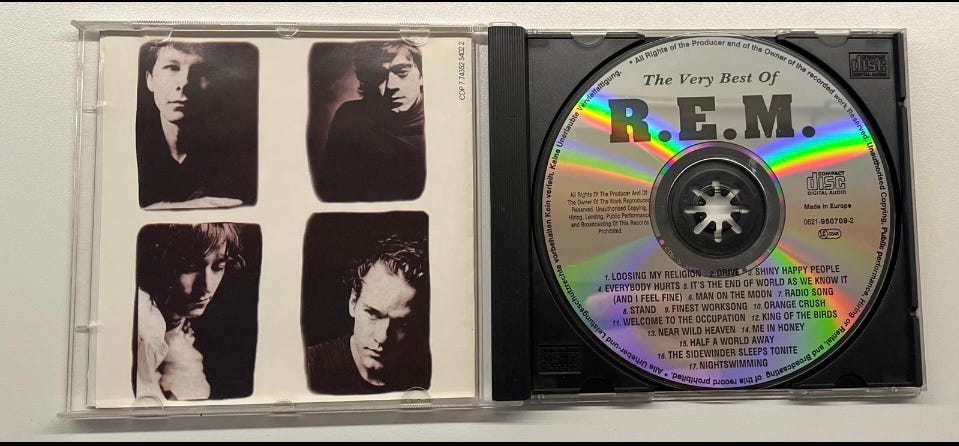 COP 7 74352 5402 2
• All Rights of the Producer and of the Owner of the recorded work Reserved. Unauthorised Copying, Public performance, Hiring or Rental, and Broadcasting of this record prohibited. • Alle Urheber-und Leistungsschutzrechte vorbehalten Kein verleih. Keine Unerlaubte Vervielfältigung.
The Very Best Of
R.E.M.
disc
DIGITAL AUDIO
COMPACT
disc
DIGITAL AUDIO
All Rights Of The Producer And Of
The Owner Of The Work Reproduced
Reserved. Unauthorised Copying,
Hiring, Lending, Public Performance
and Broadcasting Of This Records
Prohibited.
Made in Europe
0621-950709-2
1. LOOSING MY RELIGION 2. DRIVE 3. SHINY HAPPY PEOPLE
4. EVERYBODY HURTS 5. IT'S THE END OF WORLD AS WE KNOW IT
(AND I FEEL FINE) 6. MAN ON THE MOON 7. RADIO SONG
8. STAND 9. FINEST WORKSONG 10. ORANGE CRUSH
11. WELCOME TO THE OCCUPATION 12. KING OF THE BIRDS
13. NEAR WILD HEAVEN 14. ME IN HONEY
15. HALF A WORLD AWAY
16. THE SIDEWINDER SLEEPS TONITE
17. NIGHTSWIMMING